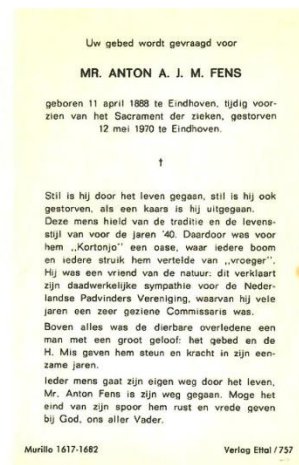 Uw gebed wordt gevraagd voor
MR. ANTON A. J. M. FENS
geboren 11 april 1888 te Eindhoven, tijdig voor-
zien van het Sacrament der zieken, gestorven
12 mei 1970 te Eindhoven.
†
Stil is hij door het leven gegaan, stil is hij ook
gestorven, als een kaars is hij uitgegaan.
Deze mens hield van de traditie en de levens-
stijl van voor de jaren '40. Daardoor was voor
hem „Kortonjo" een oase, waar iedere boom
en iedere struik hem vertelde van „vroeger".
Hij was een vriend van de natuur: dit verklaart
zijn daadwerkelijke sympathie voor de Neder-
landse Padvinders Vereniging, waarvan hij vele
jaren een zeer geziene Commissaris was.
Boven alles was de dierbare overledene een
man met een groot geloof: het gebed en de
H. Mis gaven hem steun en kracht in zijn een-
zame jaren.
Ieder mens gaat zijn eigen weg door het leven,
Mr. Anton Fens is zijn weg gegaan. Moge het
eind van zijn spoor hem rust en vrede geven
bij God, ons aller Vader.
Murillo 1617-1682 Verlag Ettal / 757